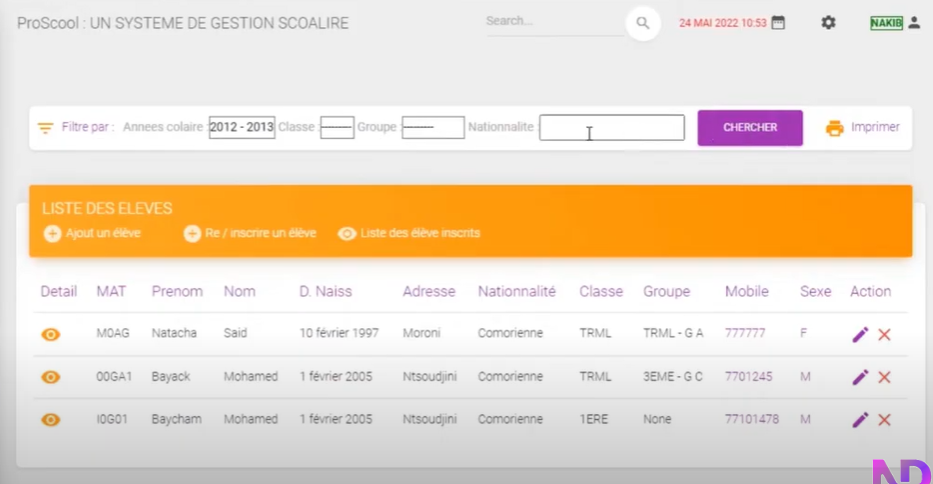 ProScool : UN SYSTEME DE GESTION SCOALIRE Search... 24 MAI 2022 10:53 NAKIB
Filtre par : Annees colaire : 2012 - 2013 Classe : --------- Groupe : --------- Nationnalite : CHERCHER Imprimer
LISTE DES ELEVES
Ajout un élève Re / inscrire un élève Liste des élève inscrits
Detail MAT Prenom Nom D. Naiss Adresse Nationnalité Classe Groupe Mobile Sexe Action
M0AG Natacha Said 10 février 1997 Moroni Comorienne TRML TRML - G A 777777 F
00GA1 Bayack Mohamed 1 février 2005 Ntsoudjini Comorienne TRML 3EME - G C 7701245 M
I0G01 Baycham Mohamed 1 février 2005 Ntsoudjini Comorienne 1ERE None 77101478 M
ND